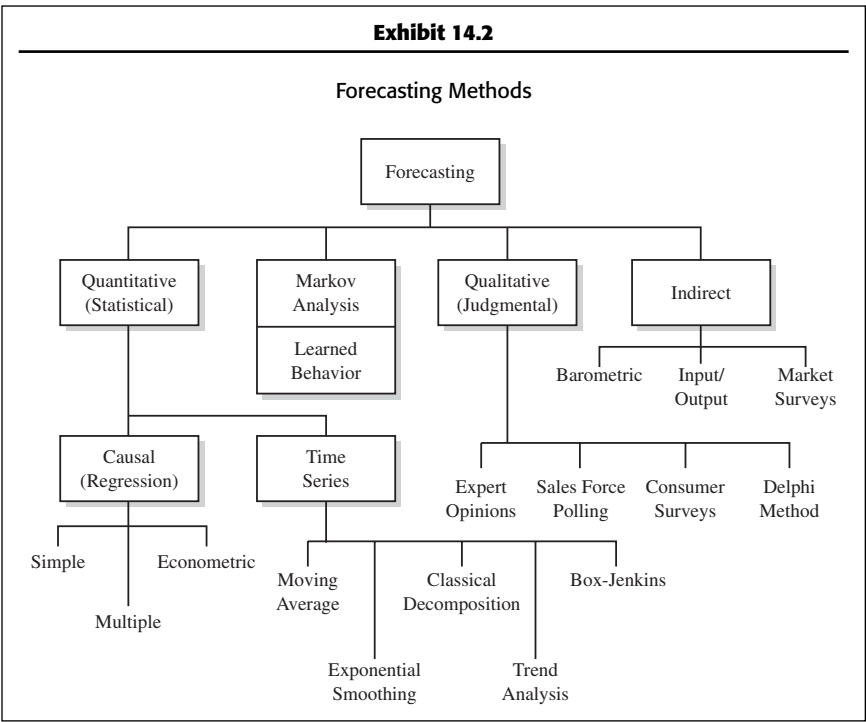 Exhibit 14.2
Forecasting Methods
Forecasting
Quantitative
(Statistical)
Markov
Analysis
Learned
Behavior
Qualitative
(Judgmental)
Indirect
Barometric
Input/
Output
Market
Surveys
Causal
(Regression)
Time
Series
Expert
Opinions
Sales Force
Polling
Consumer
Surveys
Delphi
Method
Simple
Multiple
Econometric
Moving
Average
Exponential
Smoothing
Classical
Decomposition
Trend
Analysis
Box-Jenkins